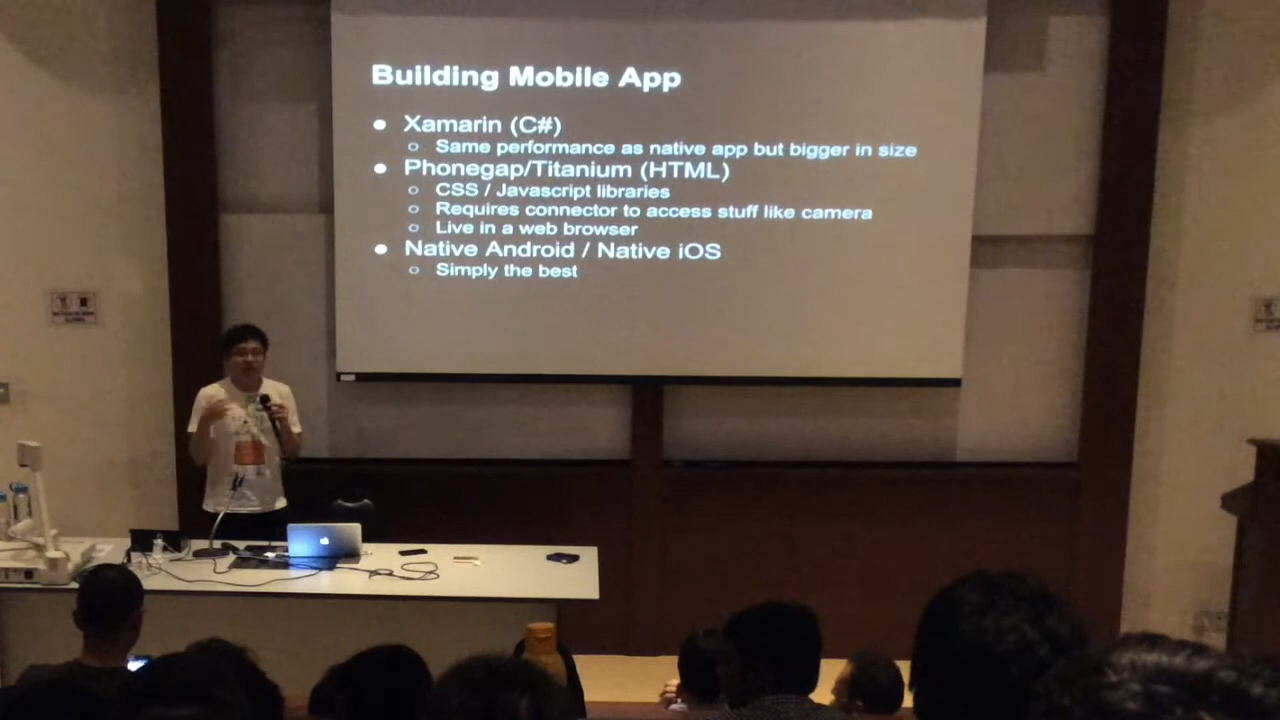 Building Mobile App
● Xamarin (C#)
○ Same performance as native app but bigger in size
● Phonegap/Titanium (HTML)
○ CSS / Javascript libraries
○ Requires connector to access stuff like camera
○ Live in a web browser
● Native Android / Native iOS
○ Simply the best